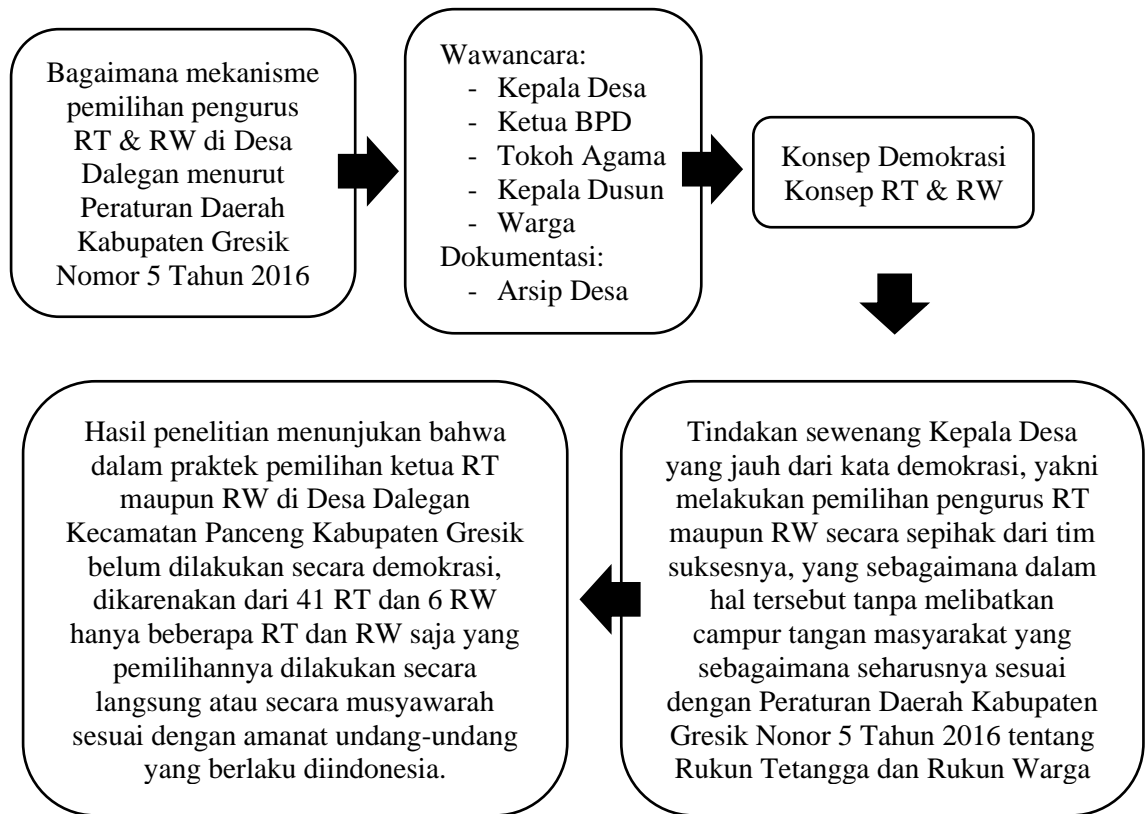 Bagaimana mekanisme
pemilihan pengurus
RT & RW di Desa
Dalegan menurut
Peraturan Daerah
Kabupaten Gresik
Nomor 5 Tahun 2016
Wawancara:
- Kepala Desa
- Ketua BPD
- Tokoh Agama
- Kepala Dusun
- Warga
Dokumentasi:
- Arsip Desa
Konsep Demokrasi
Konsep RT & RW
Tindakan sewenang Kepala Desa
yang jauh dari kata demokrasi, yakni
melakukan pemilihan pengurus RT
maupun RW secara sepihak dari tim
suksesnya, yang sebagaimana dalam
hal tersebut tanpa melibatkan
campur tangan masyarakat yang
sebagaimana seharusnya sesuai
dengan Peraturan Daerah Kabupaten
Gresik Nonor 5 Tahun 2016 tentang
Rukun Tetangga dan Rukun Warga
Hasil penelitian menunjukan bahwa
dalam praktek pemilihan ketua RT
maupun RW di Desa Dalegan
Kecamatan Panceng Kabupaten Gresik
belum dilakukan secara demokrasi,
dikarenakan dari 41 RT dan 6 RW
hanya beberapa RT dan RW saja yang
pemilihannya dilakukan secara
langsung atau secara musyawarah
sesuai dengan amanat undang-undang
yang berlaku diindonesia.